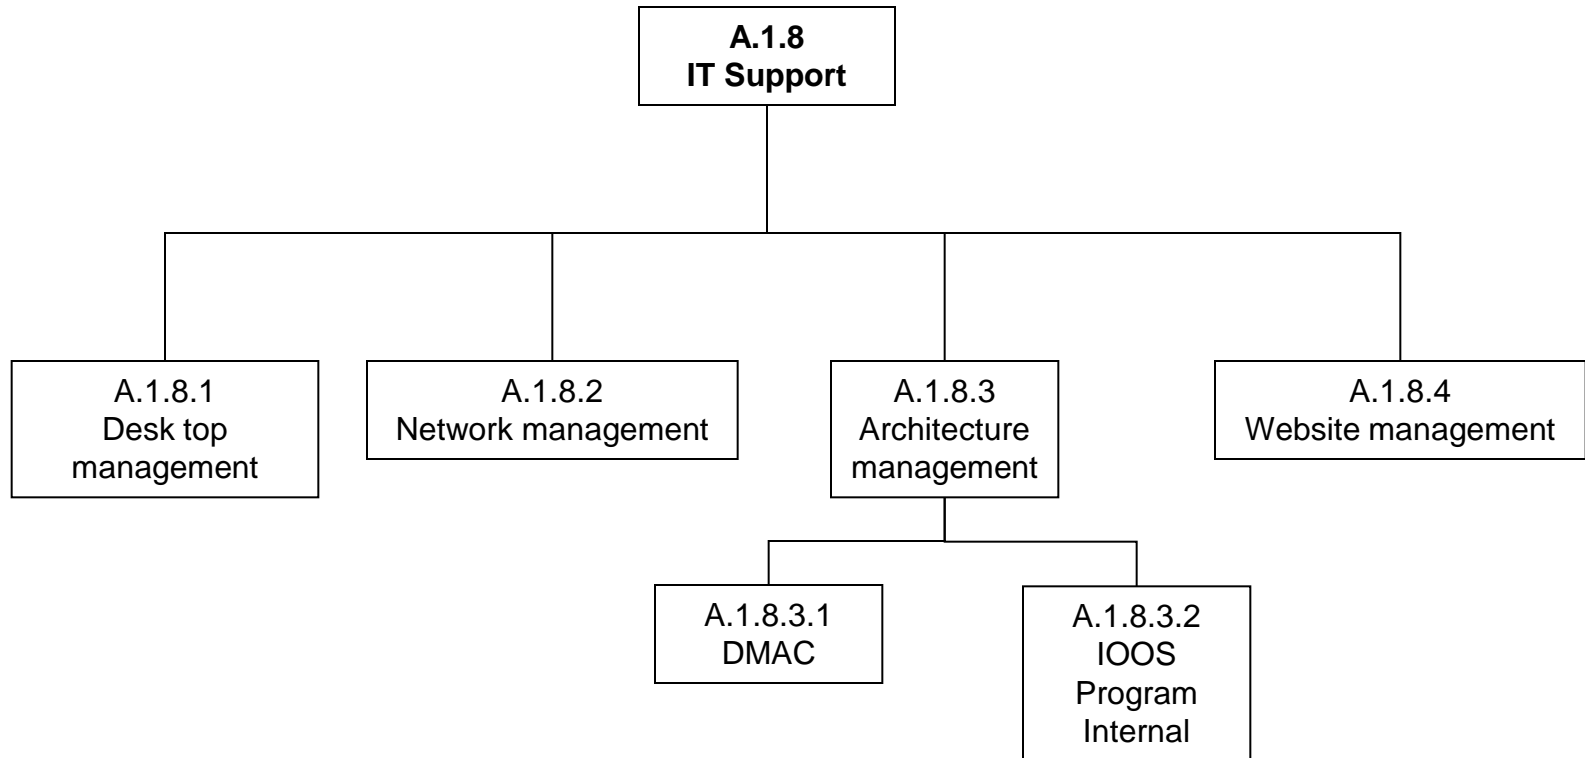 A.1.8
IT Support
A.1.8.1
Desk top
management
A.1.8.2
Network management
A.1.8.3
Architecture
management
A.1.8.4
Website management
A.1.8.3.1
DMAC
A.1.8.3.2
IOOS
Program
Internal